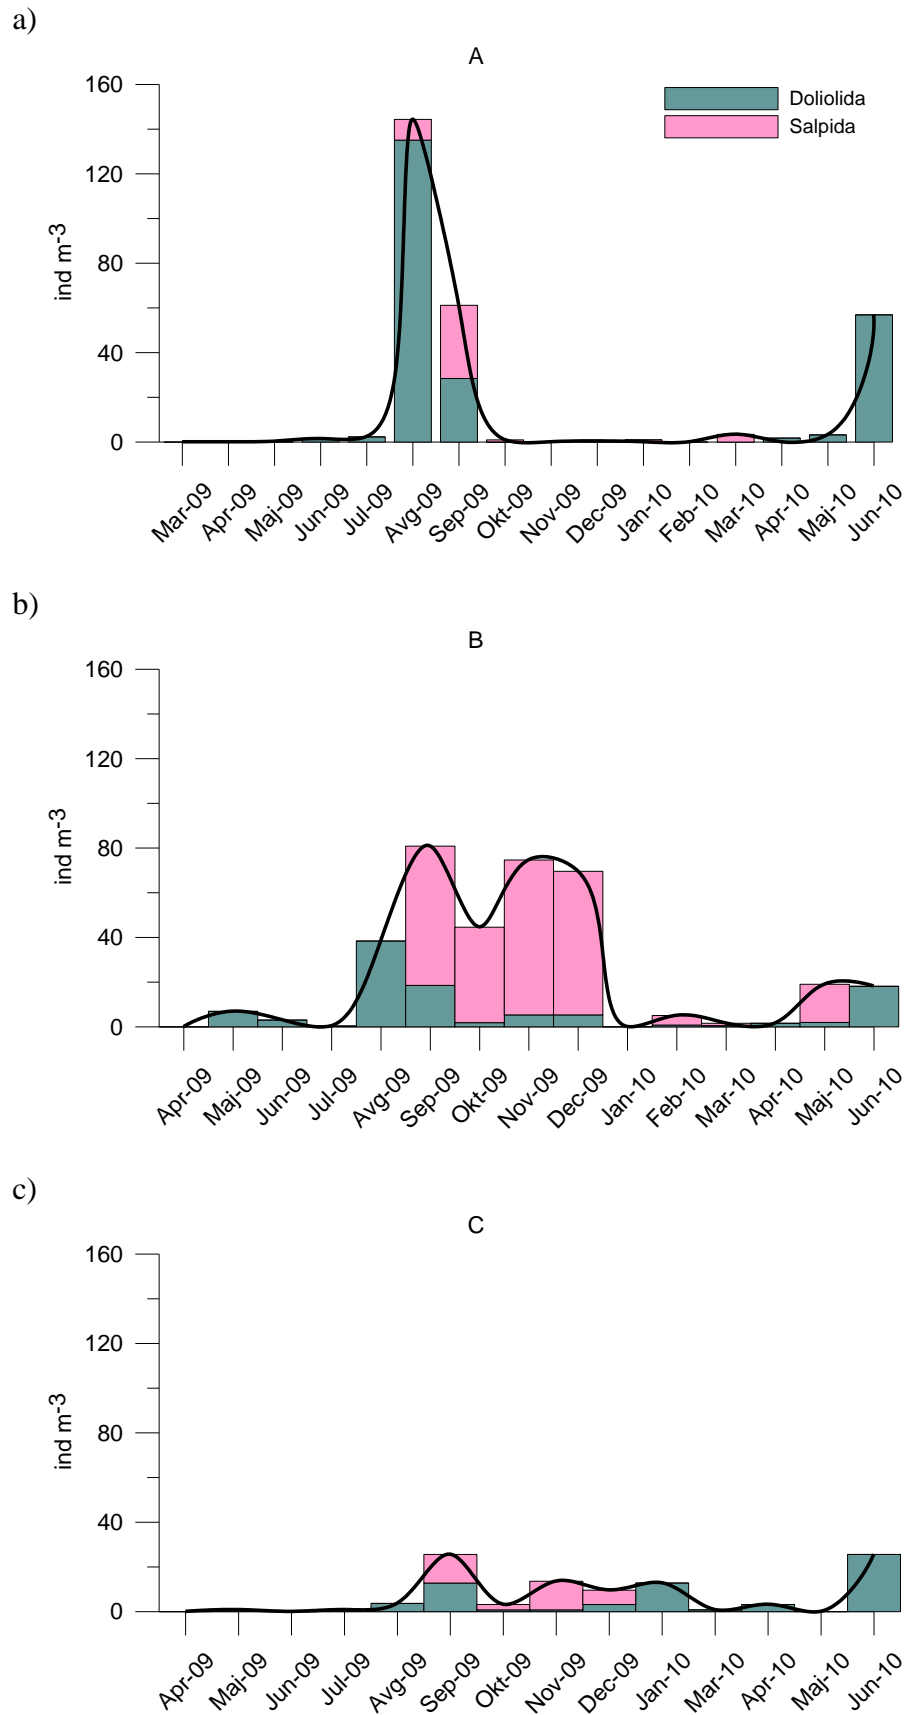 a)
A
160
120
80
40
0
ind m-3
Doliolida
Salpida
Mar-09 Apr-09 Maj-09 Jun-09 Jul-09 Avg-09 Sep-09 Okt-09 Nov-09 Dec-09 Jan-10 Feb-10 Mar-10 Apr-10 Maj-10 Jun-10
b)
B
160
120
80
40
0
ind m-3
Apr-09 Maj-09 Jun-09 Jul-09 Avg-09 Sep-09 Okt-09 Nov-09 Dec-09 Jan-10 Feb-10 Mar-10 Apr-10 Maj-10 Jun-10
c)
C
160
120
80
40
0
ind m-3
Apr-09 Maj-09 Jun-09 Jul-09 Avg-09 Sep-09 Okt-09 Nov-09 Dec-09 Jan-10 Mar-10 Apr-10 Maj-10 Jun-10